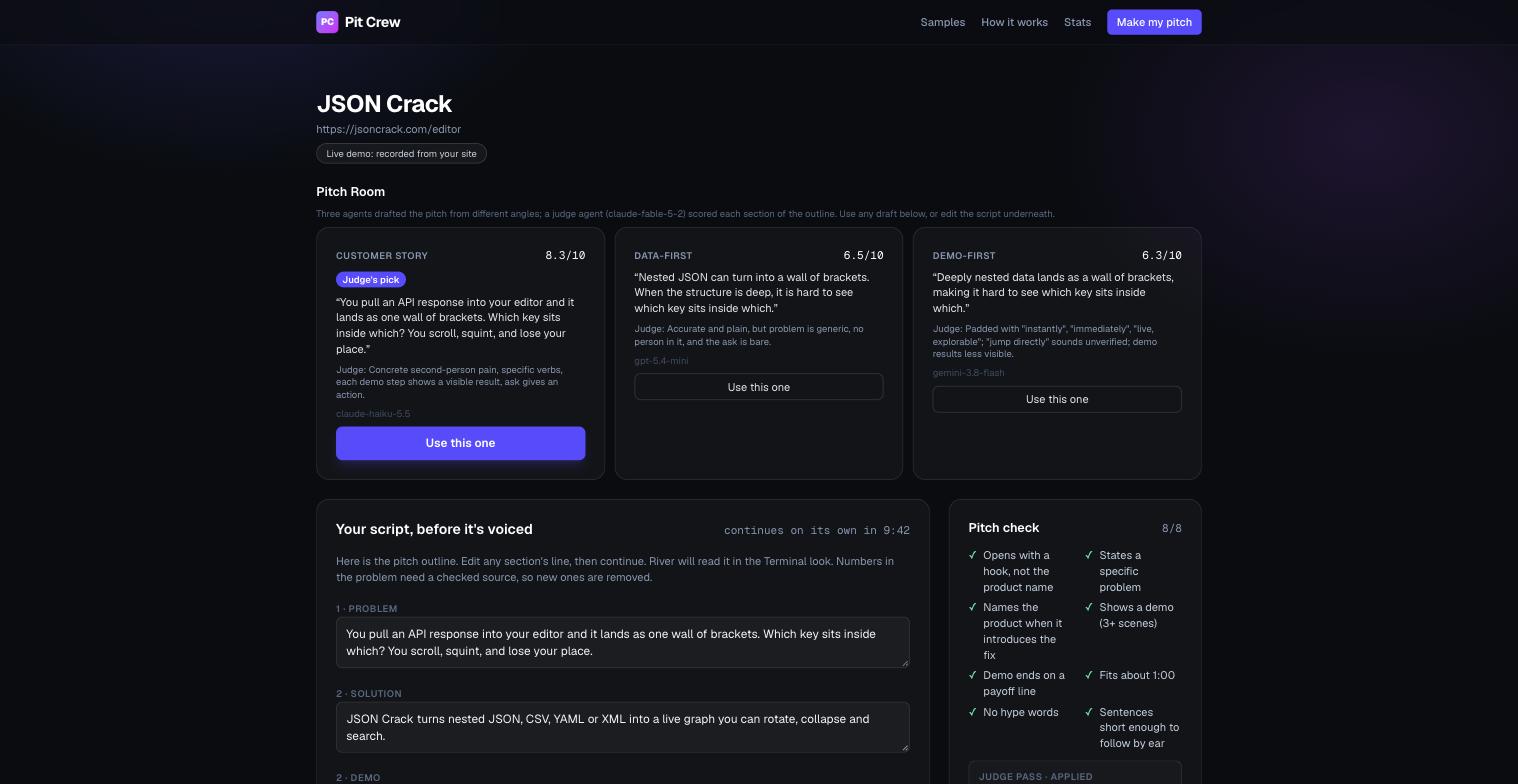 PC Pit Crew
Samples How it works Stats Make my pitch
JSON Crack
https://jsoncrack.com/editor
Live demo: recorded from your site
Pitch Room
Three agents drafted the pitch from different angles; a judge agent (claude-fable-5-2) scored each section of the outline. Use any draft below, or edit the script underneath.
CUSTOMER STORY 8.3/10
Judge's pick
“You pull an API response into your editor and it
lands as one wall of brackets. Which key sits
inside which? You scroll, squint, and lose your
place.”
Judge: Concrete second-person pain, specific verbs,
each demo step shows a visible result, ask gives an
action.
claude-haiku-5.5
Use this one
DATA-FIRST 6.5/10
“Nested JSON can turn into a wall of brackets.
When the structure is deep, it is hard to see
which key sits inside which.”
Judge: Accurate and plain, but problem is generic, no
person in it, and the ask is bare.
gpt-5.4-mini
Use this one
DEMO-FIRST 6.3/10
“Deeply nested data lands as a wall of brackets,
making it hard to see which key sits inside
which.”
Judge: Padded with "instantly", "immediately", "live,
explorable"; "jump directly" sounds unverified; demo
results less visible.
gemini-3.8-flash
Use this one
Your script, before it's voiced continues on its own in 9:42
Here is the pitch outline. Edit any section's line, then continue. River will read it in the Terminal look. Numbers in
the problem need a checked source, so new ones are removed.
1 · PROBLEM
You pull an API response into your editor and it lands as one wall of brackets. Which key sits inside
which? You scroll, squint, and lose your place.
2 · SOLUTION
JSON Crack turns nested JSON, CSV, YAML or XML into a live graph you can rotate, collapse and
search.
2 · DEMO
Pitch check 8/8
✓ Opens with a
hook, not the
product name
✓ States a
specific
problem
✓ Names the
product when it
introduces the
fix
✓ Shows a demo
(3+ scenes)
✓ Demo ends on a
payoff line
✓ Fits about 1:00
✓ No hype words
✓ Sentences
short enough to
follow by ear
JUDGE PASS · APPLIED